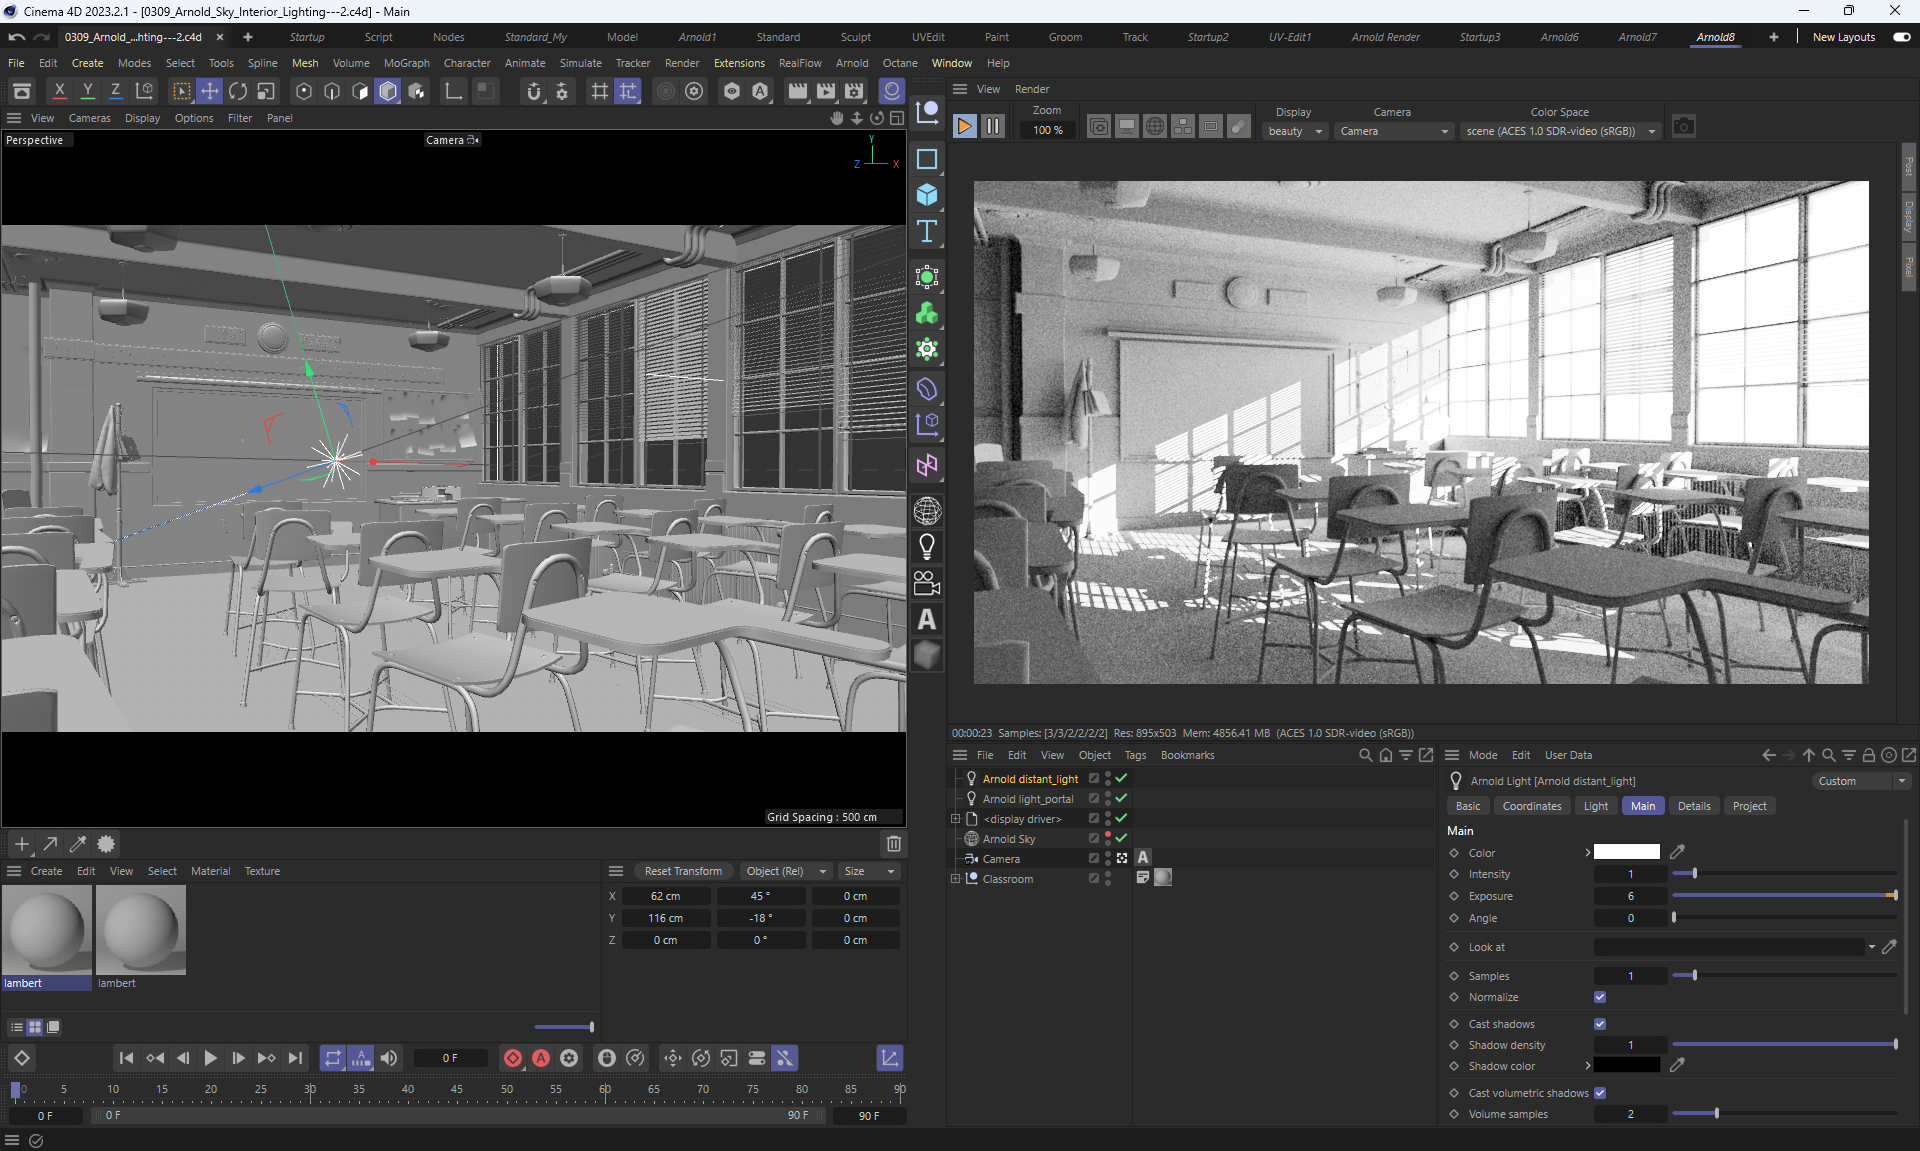 Cinema 4D 2023.2.1 - [0309_Arnold_Sky_Interior_Lighting---2.c4d] - Main
0309_Arnold_...hting---2.c4d × + Startup Script Nodes Standard_My Model Arnold1 Standard Sculpt UVEdit Paint Groom Track Startup2 UV-Edit1 Arnold Render Startup3 Arnold6 Arnold7 Arnold8 + New Layouts
File Edit Create Modes Select Tools Spline Mesh Volume MoGraph Character Animate Simulate Tracker Render Extensions RealFlow Arnold Octane Window Help
X Y Z
View Cameras Display Options Filter Panel
Perspective
Camera
Y
Z X
Grid Spacing : 500 cm
View Render
Zoom
100 %
Display
beauty
Camera
Camera
Color Space
scene (ACES 1.0 SDR-video (sRGB))
Post
Display
Pixel
00:00:23 Samples: [3/3/2/2/2/2] Res: 895x503 Mem: 4856.41 MB (ACES 1.0 SDR-video (sRGB))
File Edit View Object Tags Bookmarks
Arnold distant_light
Arnold light_portal
<display driver>
Arnold Sky
Camera
Classroom
Mode Edit User Data
Arnold Light [Arnold distant_light]
Custom
Basic Coordinates Light Main Details Project
Main
Color
Intensity 1
Exposure 6
Angle 0
Look at
Samples 1
Normalize
Cast shadows
Shadow density 1
Shadow color
Cast volumetric shadows
Volume samples 2
Create Edit View Select Material Texture
lambert lambert
Reset Transform Object (Rel) Size
X 62 cm 45 ° 0 cm
Y 116 cm -18 ° 0 cm
Z 0 cm 0 ° 0 cm
0 F
0 5 10 15 20 25 30 35 40 45 50 55 60 65 70 75 80 85 90
0 F 0 F 90 F 90 F